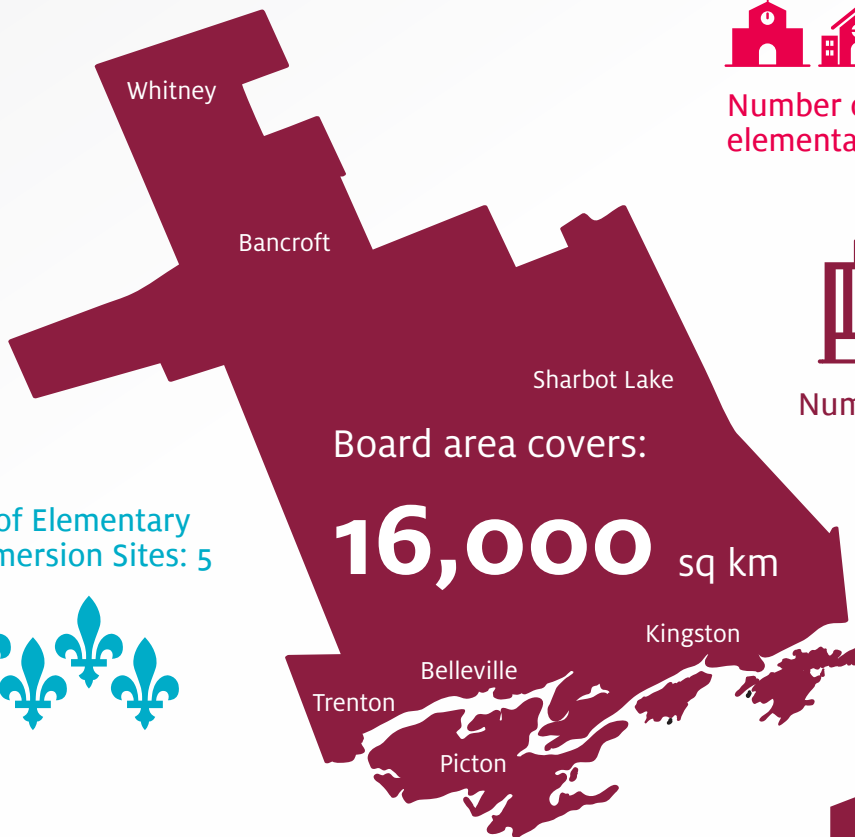 Whitney
Number
elementa
Bancroft
Sharbot Lake
Num
Board area covers:
of Elementary
mersion Sites: 5
16,000 sq km
Kingston
Belleville
Trenton
Picton